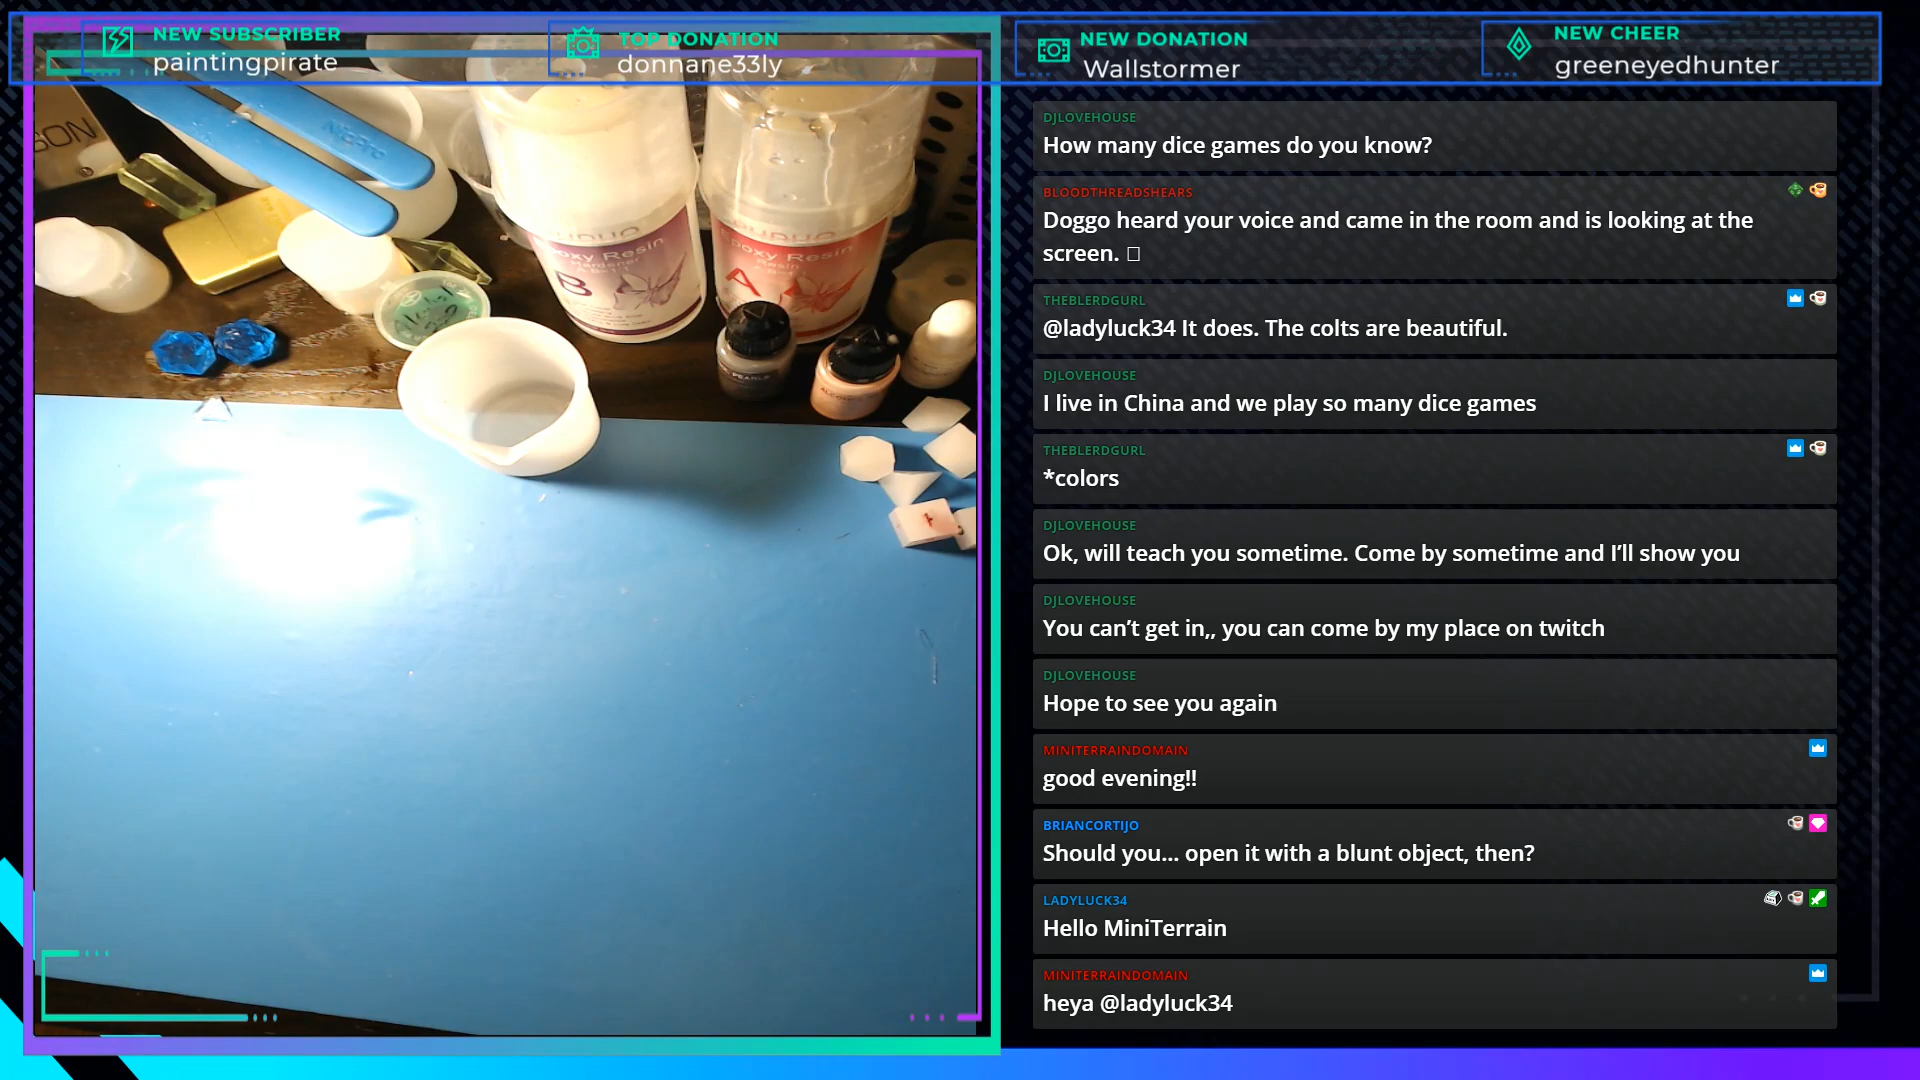 NEW SUBSCRIBER
paintingpirate
TOP DONATION
donnane33ly
NEW DONATION
Wallstormer
NEW CHEER
greeneyedhunter
SON
Epoxy Resin
Hardener
B
Epoxy Resin
Resin
A
PEARLS
DJLOVEHOUSE
How many dice games do you know?
BLOODTHREADSHEARS
Doggo heard your voice and came in the room and is looking at the
screen.
THEBLERDGURL
@ladyluck34 It does. The colts are beautiful.
DJLOVEHOUSE
I live in China and we play so many dice games
THEBLERDGURL
*colors
DJLOVEHOUSE
Ok, will teach you sometime. Come by sometime and I’ll show you
DJLOVEHOUSE
You can’t get in,, you can come by my place on twitch
DJLOVEHOUSE
Hope to see you again
MINITERRAINDOMAIN
good evening!!
BRIANCORTIJO
Should you... open it with a blunt object, then?
LADYLUCK34
Hello MiniTerrain
MINITERRAINDOMAIN
heya @ladyluck34